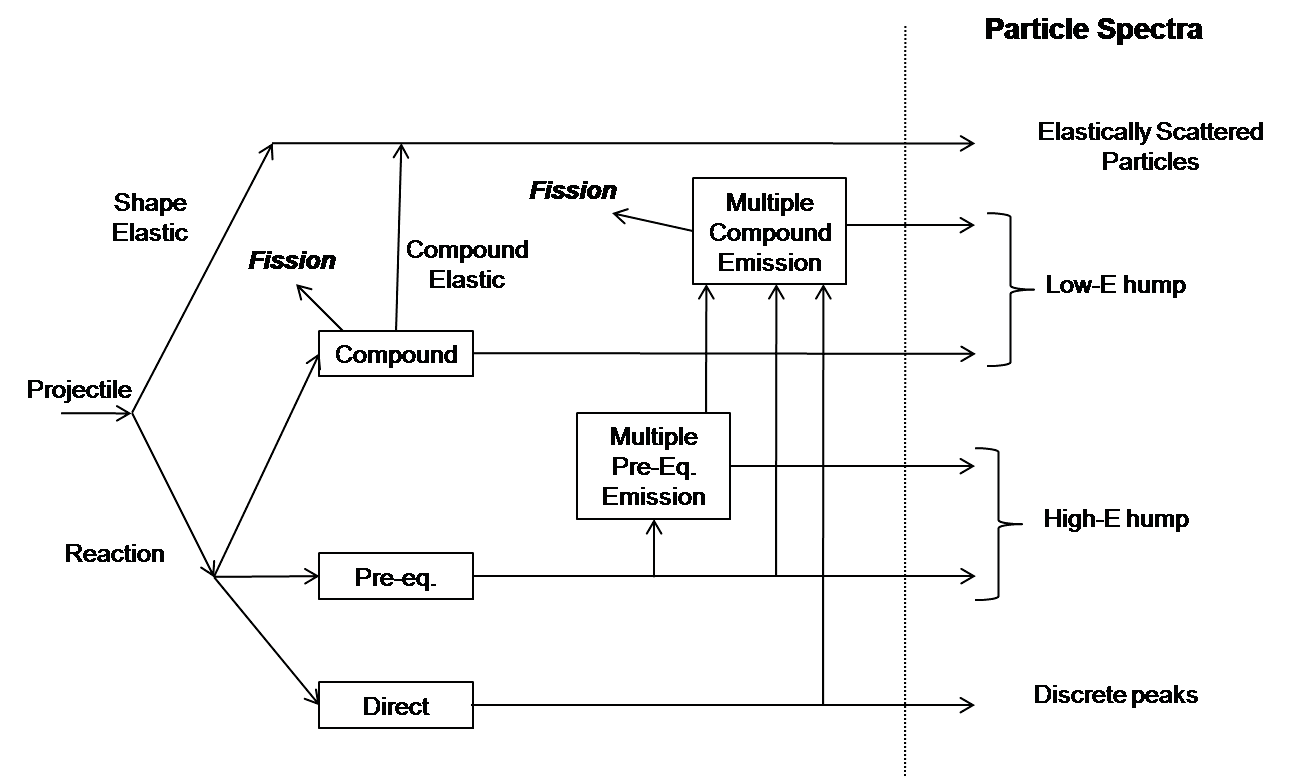 Particle Spectra
Elastically Scattered
Particles
Shape
Elastic
Fission
Multiple
Compound
Emission
Fission
Compound
Elastic
Low-E hump
Compound
Projectile
Multiple
Pre-Eq.
Emission
High-E hump
Reaction
Pre-eq.
Direct
Discrete peaks